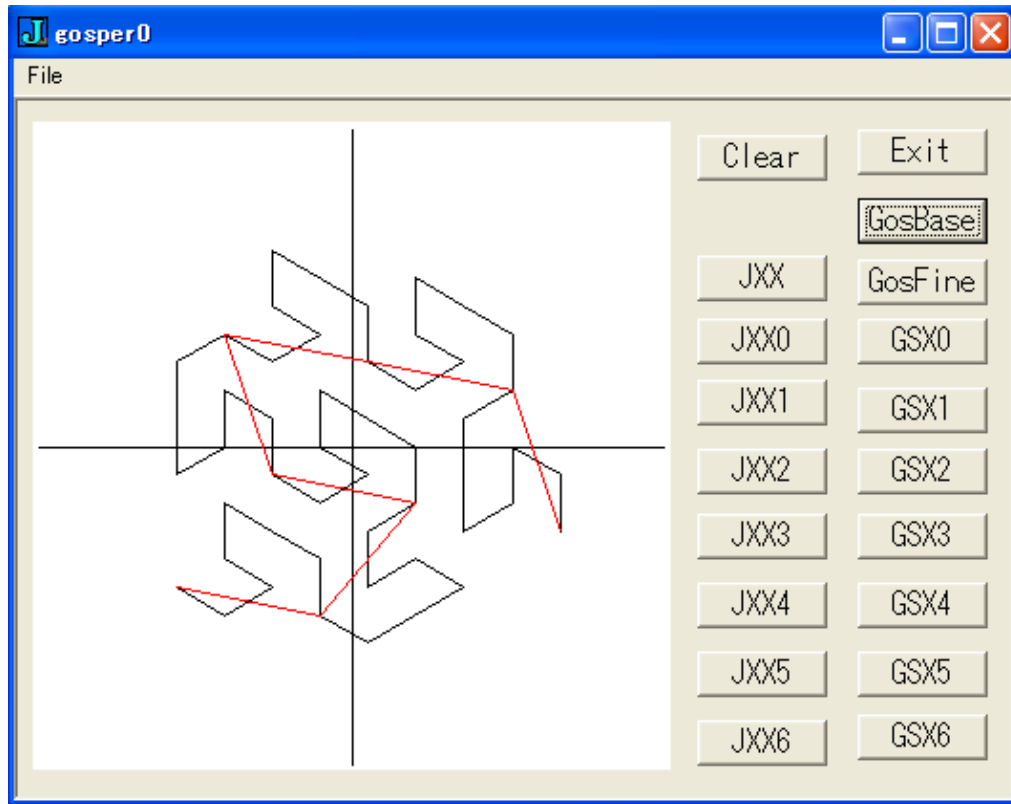 gosper0
File
Clear Exit
GosBase
JXX GosFine
JXX0 GSX0
JXX1 GSX1
JXX2 GSX2
JXX3 GSX3
JXX4 GSX4
JXX5 GSX5
JXX6 GSX6